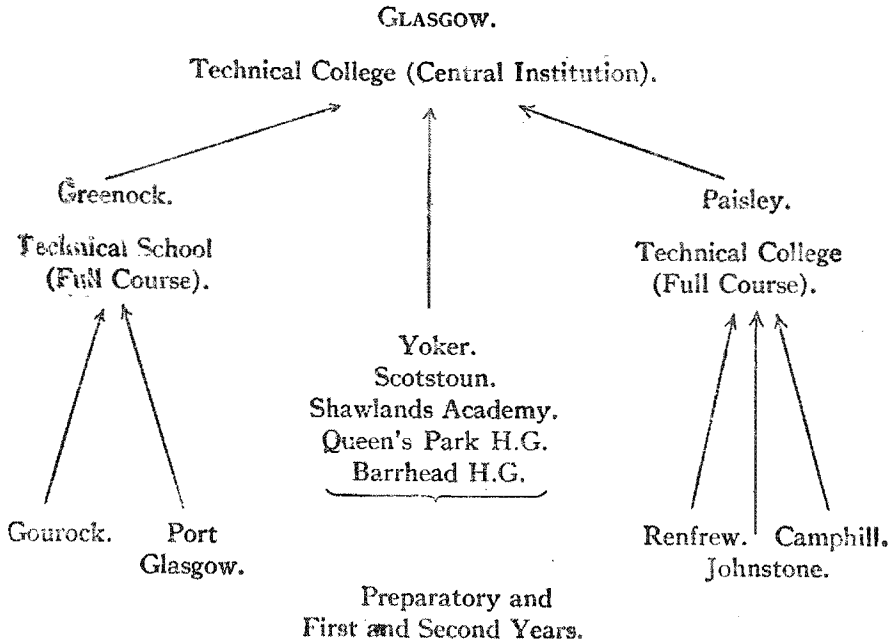 GLASGOW.
Technical College (Central Institution).
Greenock.
Technical School
(Full Course).
Paisley.
Technical College
(Full Course).
Yoker.
Scotstoun.
Shawlands Academy.
Queen's Park H.G.
Barrhead H.G.
Gourock.
Port
Glasgow.
Renfrew. Camphill.
Johnstone.
Preparatory and
First and Second Years.